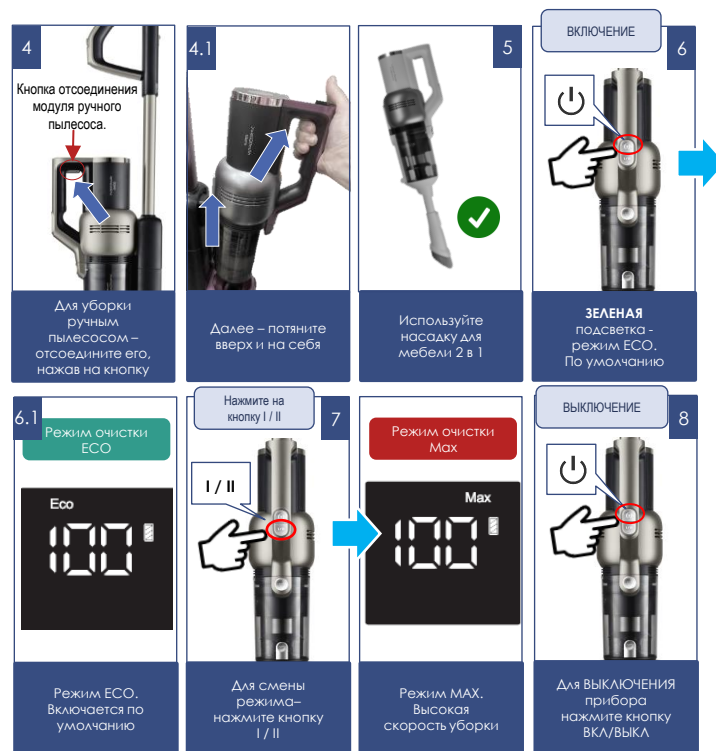 4
Кнопка отсоединения
модуля ручного
пылесоса.
Для уборки
ручным
пылесосом –
отсоедините его,
нажав на кнопку
4.1
Далее – потяните
вверх и на себя
5
Используйте
насадку для
мебели 2 в 1
ВКЛЮЧЕНИЕ
6
ЗЕЛЕНАЯ
подсветка -
режим ECO.
По умолчанию
6.1
Режим очистки
ECO
Eco
100
Режим ECO.
Включается по
умолчанию
Нажмите на
кнопку I / II
7
I / II
Для смены
режима–
нажмите кнопку
I / II
Режим очистки
Max
Max
100
Режим MAX.
Высокая
скорость уборки
ВЫКЛЮЧЕНИЕ
8
Для ВЫКЛЮЧЕНИЯ
прибора
нажмите кнопку
ВКЛ/ВЫКЛ